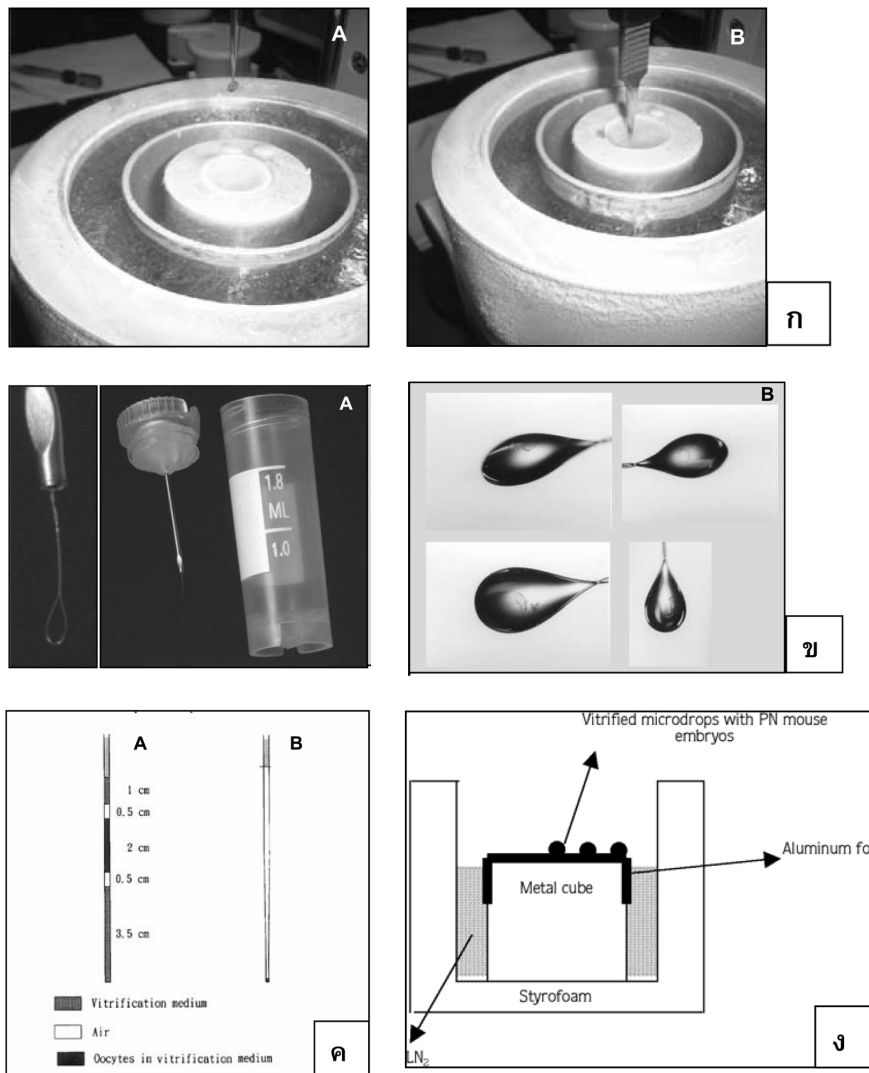 A
B
ก
A
1.8
ML
1.0
B
ข
A
B
1 cm
0.5 cm
2 cm
0.5 cm
3.5 cm
Vitrification medium
Air
Oocytes in vitrification medium
ค
Vitrified microdrops with PN mouse
embryos
Aluminum fo
Metal cube
Styrofoam
LN₂
ง